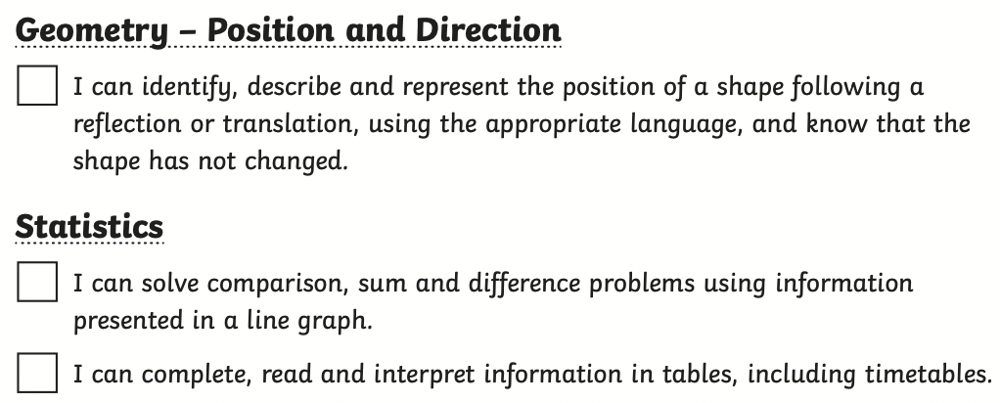 Geometry – Position and Direction
I can identify, describe and represent the position of a shape following a
reflection or translation, using the appropriate language, and know that the
shape has not changed.
Statistics
I can solve comparison, sum and difference problems using information
presented in a line graph.
I can complete, read and interpret information in tables, including timetables.